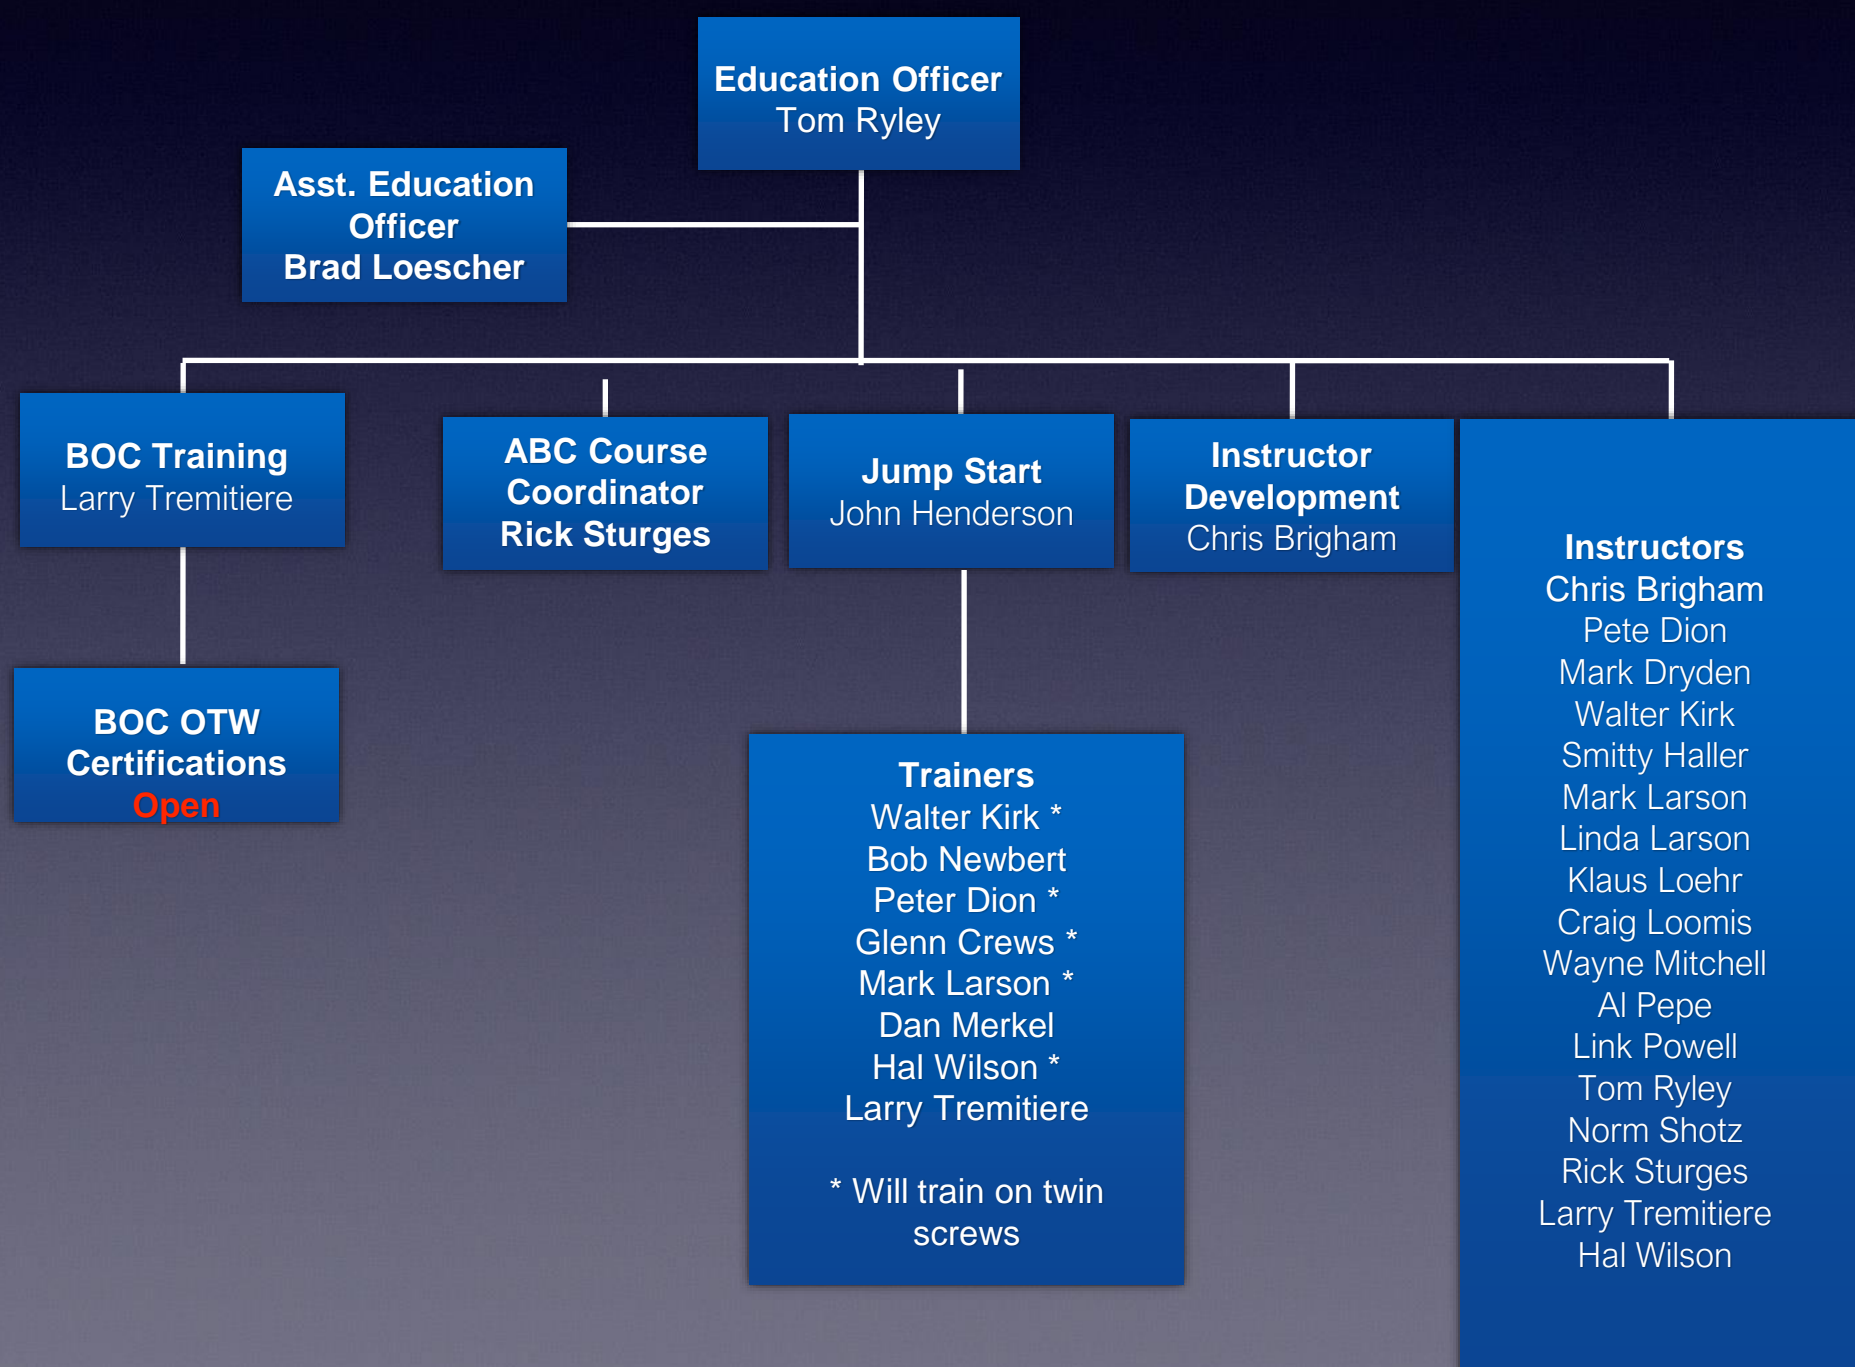 Education Officer
Tom Ryley
Asst. Education
Officer
Brad Loescher
BOC Training
Larry Tremitiere
ABC Course
Coordinator
Rick Sturges
Jump Start
John Henderson
Instructor
Development
Chris Brigham
Instructors
Chris Brigham
Pete Dion
Mark Dryden
Walter Kirk
Smitty Haller
Mark Larson
Linda Larson
Klaus Loehr
Craig Loomis
Wayne Mitchell
Al Pepe
Link Powell
Tom Ryley
Norm Shotz
Rick Sturges
Larry Tremitiere
Hal Wilson
BOC OTW
Certifications
Open
Trainers
Walter Kirk *
Bob Newbert
Peter Dion *
Glenn Crews *
Mark Larson *
Dan Merkel
Hal Wilson *
Larry Tremitiere
* Will train on twin
screws